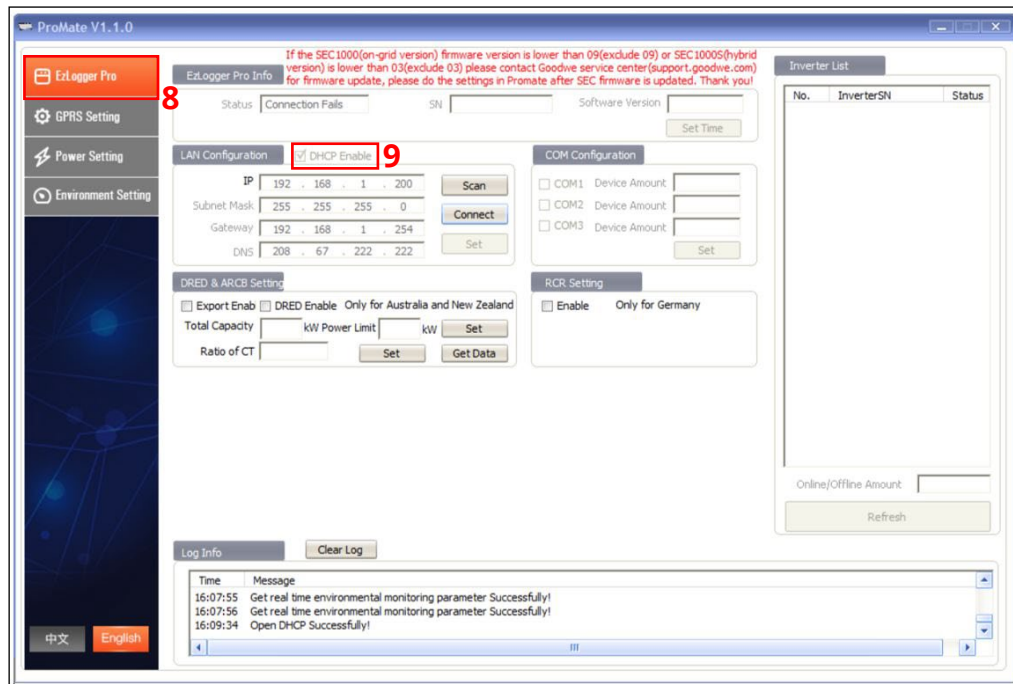 ProMate V1.1.0
If the SEC1000(on-grid version) firmware version is lower than 09(exclude 09) or SEC1000S(hybrid
version) is lower than 03(exclude 03) please contact Goodwe service center(support.goodwe.com)
for firmware update, please do the settings in Promate after SEC firmware is updated. Thank you!
EzLogger Pro
8
GPRS Setting
Power Setting
Environment Setting
EzLogger Pro Info
Status Connection Fails SN Software Version
Set Time
LAN Configuration DHCP Enable 9
IP 192 . 168 . 1 . 200 Scan
Subnet Mask 255 . 255 . 255 . 0 Connect
Gateway 192 . 168 . 1 . 254
DNS 208 . 67 . 222 . 222 Set
COM Configuration
COM1 Device Amount
COM2 Device Amount
COM3 Device Amount
Set
DRED & ARCB Setting
Export Enab DRED Enable Only for Australia and New Zealand
Total Capacity kW Power Limit kW Set
Ratio of CT Set Get Data
RCR Setting
Enable Only for Germany
Inverter List
No. InverterSN Status
Online/Offline Amount
Refresh
Log Info Clear Log
Time Message
16:07:55 Get real time environmental monitoring parameter Successfully!
16:07:56 Get real time environmental monitoring parameter Successfully!
16:09:34 Open DHCP Successfully!
中文 English